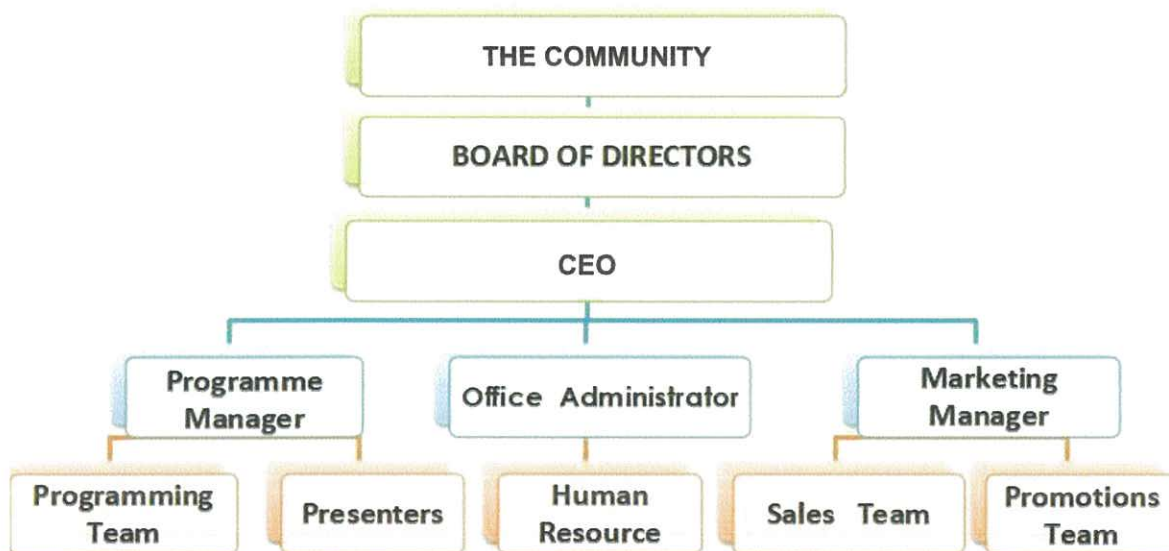 THE COMMUNITY
BOARD OF DIRECTORS
CEO
Programme
Manager
Office Administrator
Marketing
Manager
Programming
Team
Presenters
Human
Resource
Sales Team
Promotions
Team